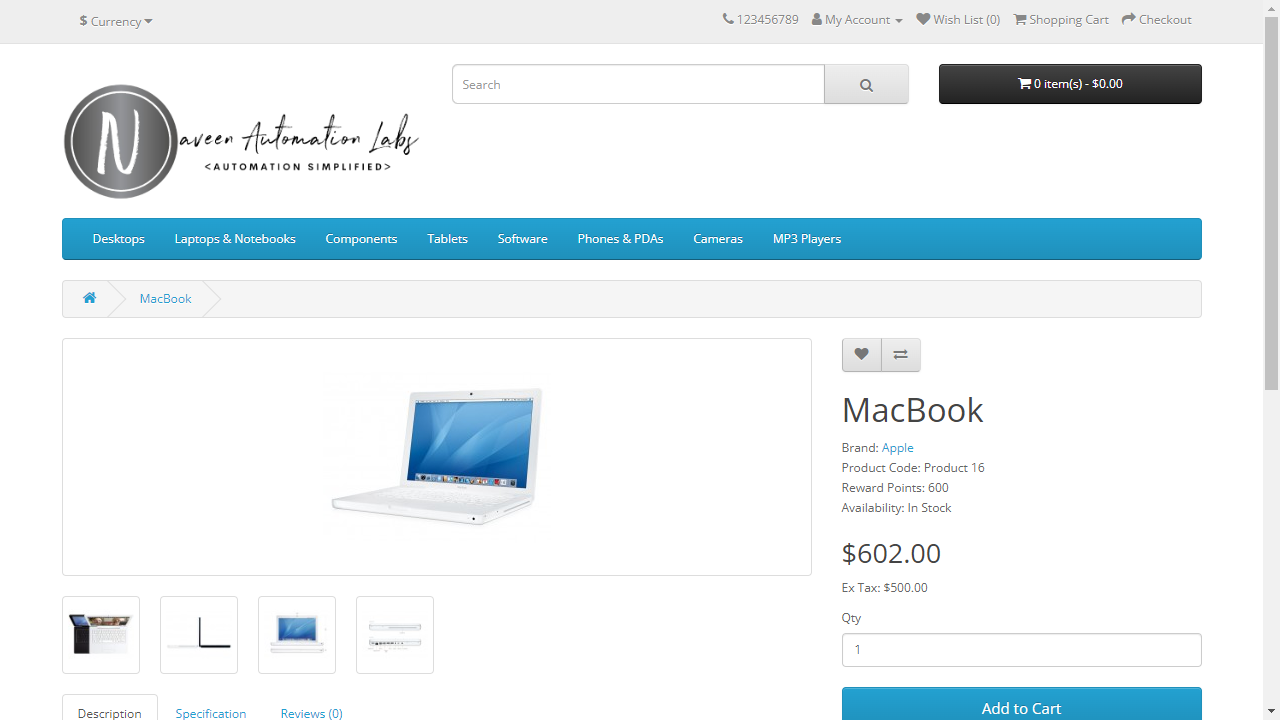 $ Currency
123456789 My Account Wish List (0) Shopping Cart Checkout
Search
0 item(s) - $0.00
N aveen Automation Labs
<AUTOMATION SIMPLIFIED>
Desktops Laptops & Notebooks Components Tablets Software Phones & PDAs Cameras MP3 Players
MacBook
MacBook
Brand: Apple
Product Code: Product 16
Reward Points: 600
Availability: In Stock
$602.00
Ex Tax: $500.00
Qty
1
Add to Cart
Description Specification Reviews (0)